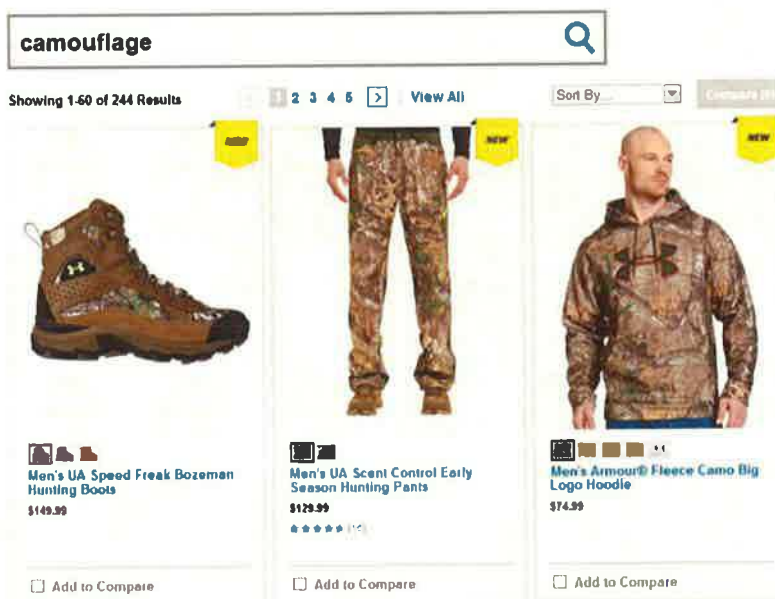 camouflage
Showing 1-60 of 244 Results
1 2 3 4 5 > View All
Sort By...
Compare
NEW
NEW
Men's UA Speed Freak Bozeman
Hunting Boots
$149.99
Add to Compare
Men's UA Scent Control Early
Season Hunting Pants
$129.99
Add to Compare
Men's Armour® Fleece Camo Big
Logo Hoodie
$74.99
Add to Compare